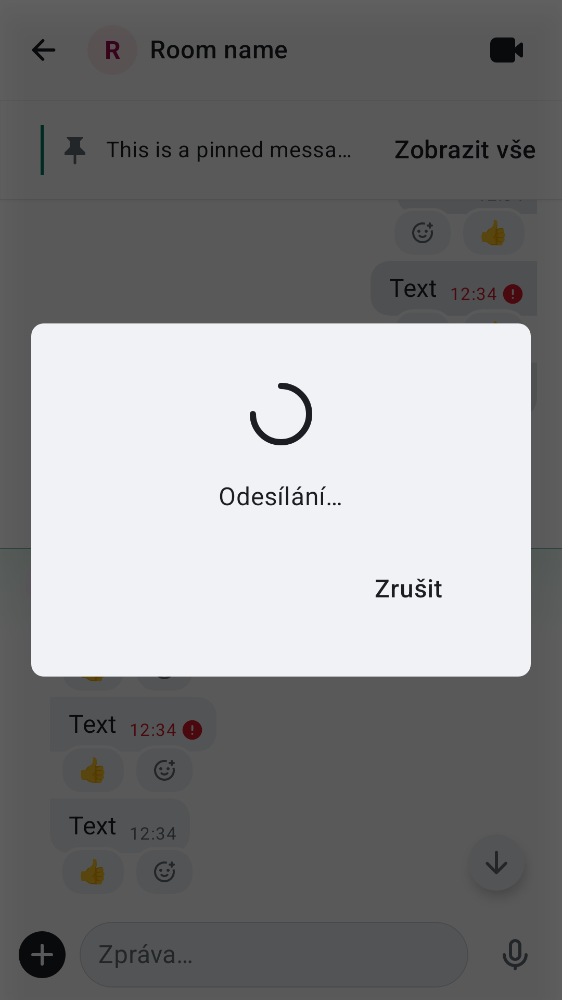 R Room name
This is a pinned messa… Zobrazit vše
Text 12:34
Odesílání…
Zrušit
Text 12:34
Text 12:34
Zpráva…